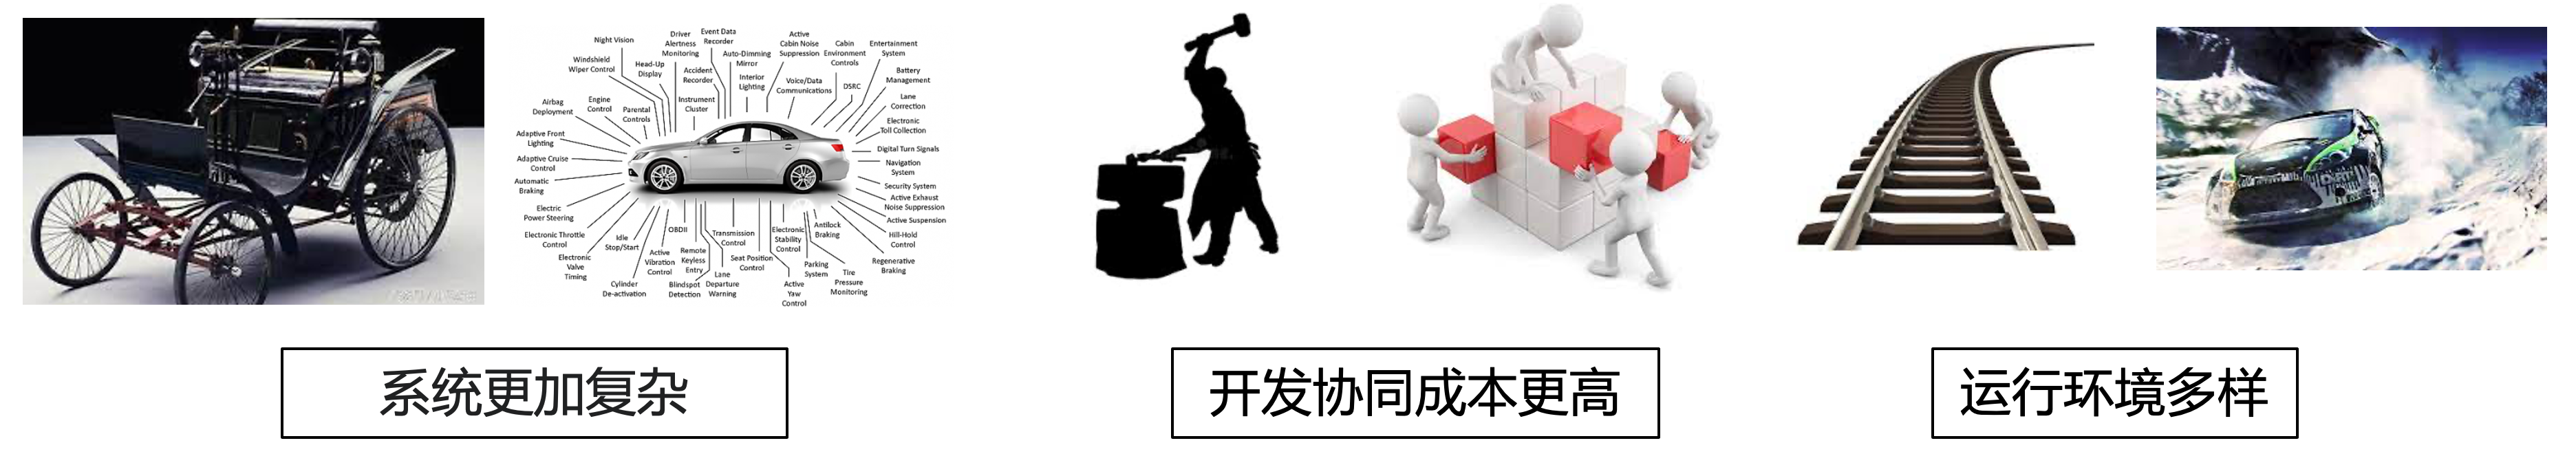 Night Vision
Driver
Alertness
Monitoring
Event Data
Recorder
Active
Cabin Noise
Suppression
Cabin
Environment
Controls
Entertainment
System
Windshield
Wiper Control
Head-Up
Display
Accident
Recorder
Auto-Dimming
Mirror
Interior
Lighting
Voice/Data
Communications
DSRC
Battery
Management
Lane
Correction
Airbag
Deployment
Engine
Control
Parental
Controls
Instrument
Cluster
Electronic
Toll Collection
Adaptive Front
Lighting
Digital Turn Signals
Adaptive Cruise
Control
Navigation
System
Automatic
Braking
Security System
Active Exhaust
Noise Suppression
Electric
Power Steering
Active Suspension
Electronic Throttle
Control
Idle
Stop/Start
OBDII
Transmission
Control
Electronic
Stability
Control
Antilock
Braking
Hill-Hold
Control
Electronic
Valve
Timing
Active
Vibration
Control
Remote
Keyless
Entry
Seat Position
Control
Parking
System
Regenerative
Braking
Cylinder
De-activation
Blindspot
Detection
Lane
Departure
Warning
Active
Yaw
Control
Tire
Pressure
Monitoring
系统更加复杂
开发协同成本更高
运行环境多样